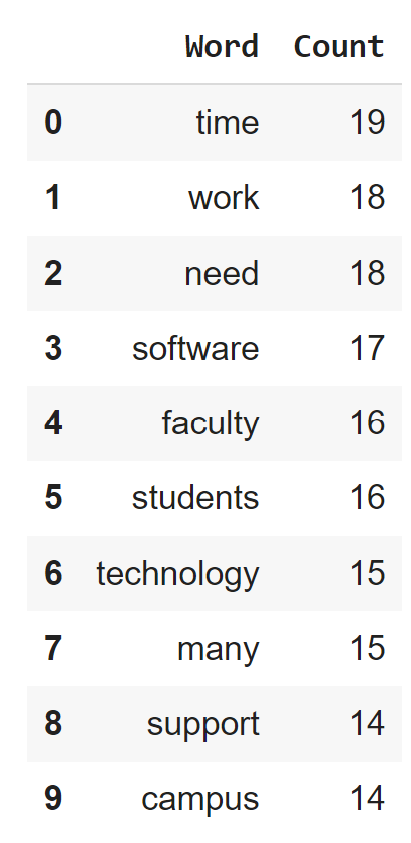 Word Count
0 time 19
1 work 18
2 need 18
3 software 17
4 faculty 16
5 students 16
6 technology 15
7 many 15
8 support 14
9 campus 14